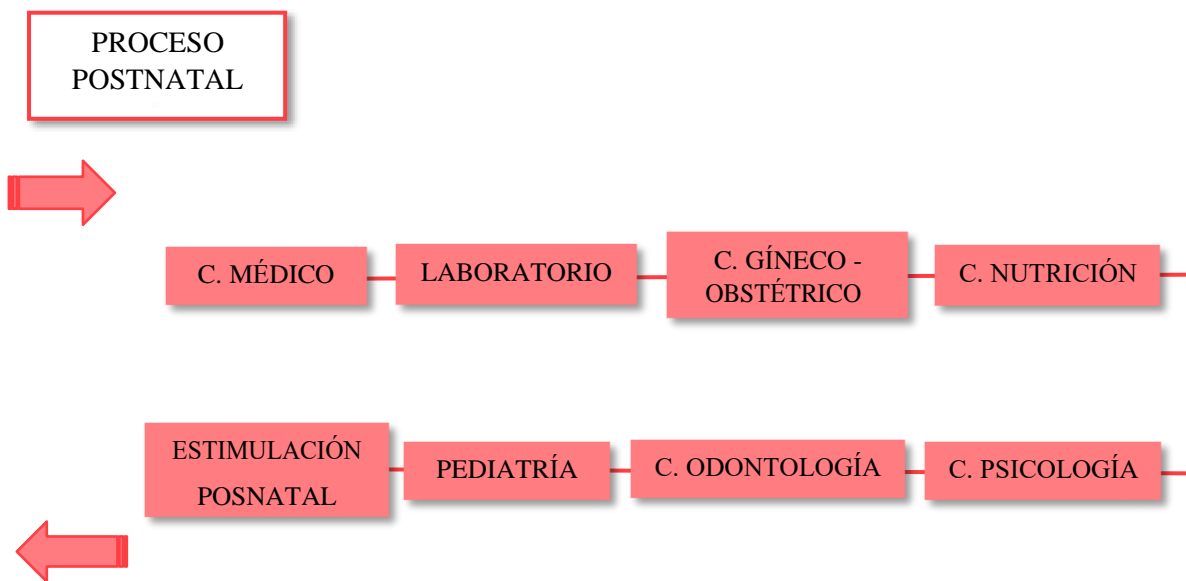 PROCESO
POSTNATAL
C. MÉDICO
LABORATORIO
C. GÍNECO -
OBSTÉTRICO
C. NUTRICIÓN
ESTIMULACIÓN
POSNATAL
PEDIATRÍA
C. ODONTOLOGÍA
C. PSICOLOGÍA